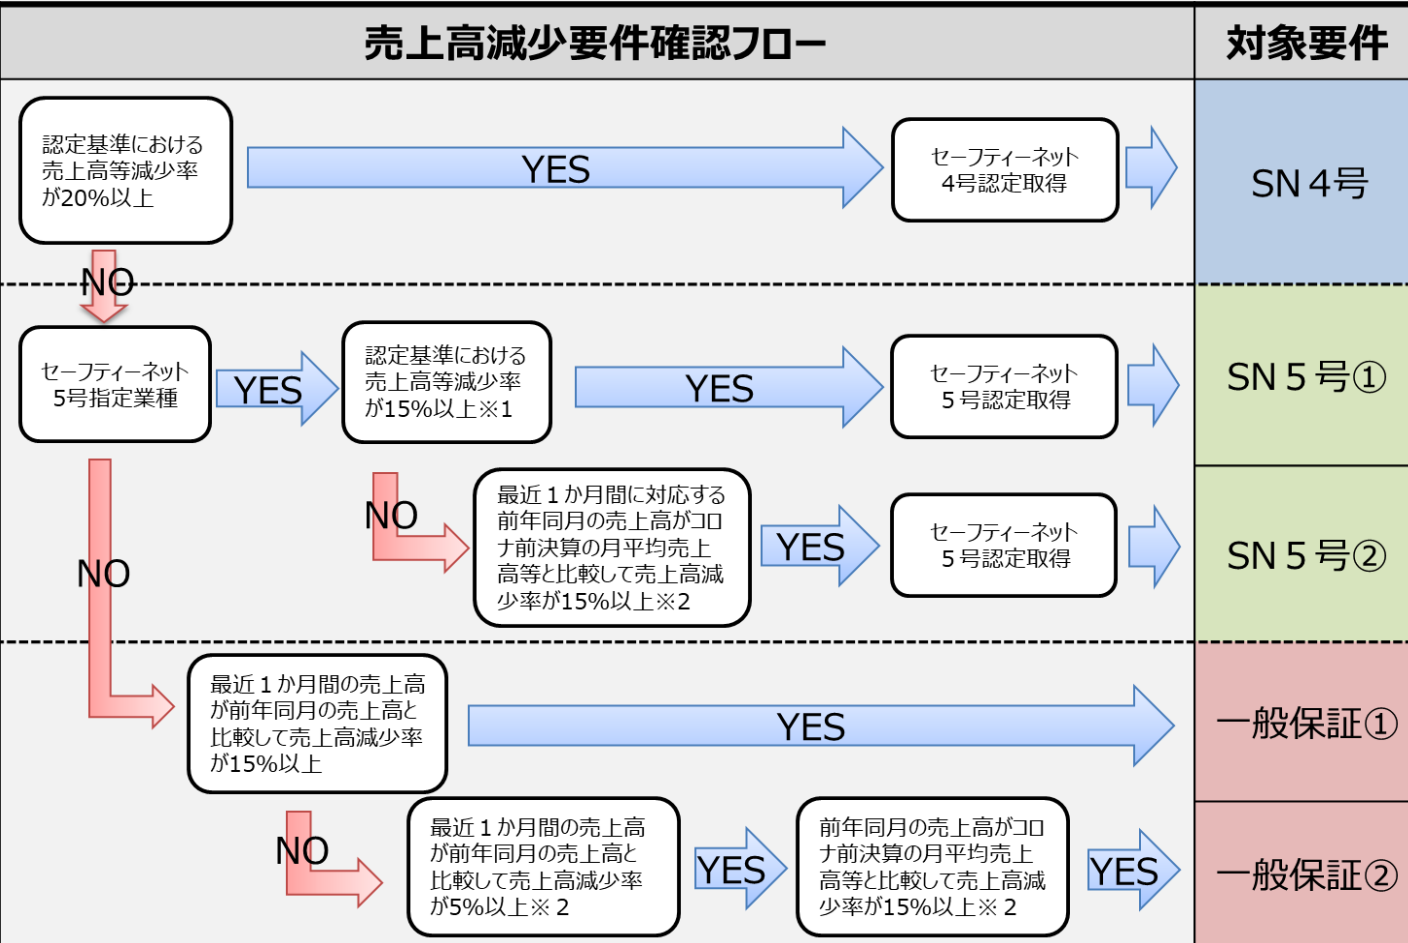 売上高減少要件確認フロー
対象要件
認定基準における
売上高等減少率
が20%以上
YES
セーフティーネット
4号認定取得
SN４号
NO
セーフティーネット
5号指定業種
YES
認定基準における
売上高等減少率
が15%以上※1
YES
セーフティーネット
５号認定取得
SN５号①
NO
最近１か月間に対応する
前年同月の売上高がコロ
ナ前決算の月平均売上
高等と比較して売上高減
少率が15%以上※2
YES
セーフティーネット
５号認定取得
SN５号②
NO
最近１か月間の売上高
が前年同月の売上高と
比較して売上高減少率
が15%以上
YES
一般保証①
NO
最近１か月間の売上高
が前年同月の売上高と
比較して売上高減少率
が5%以上※２
YES
前年同月の売上高がコロ
ナ前決算の月平均売上
高等と比較して売上高減
少率が15%以上※２
YES
一般保証②